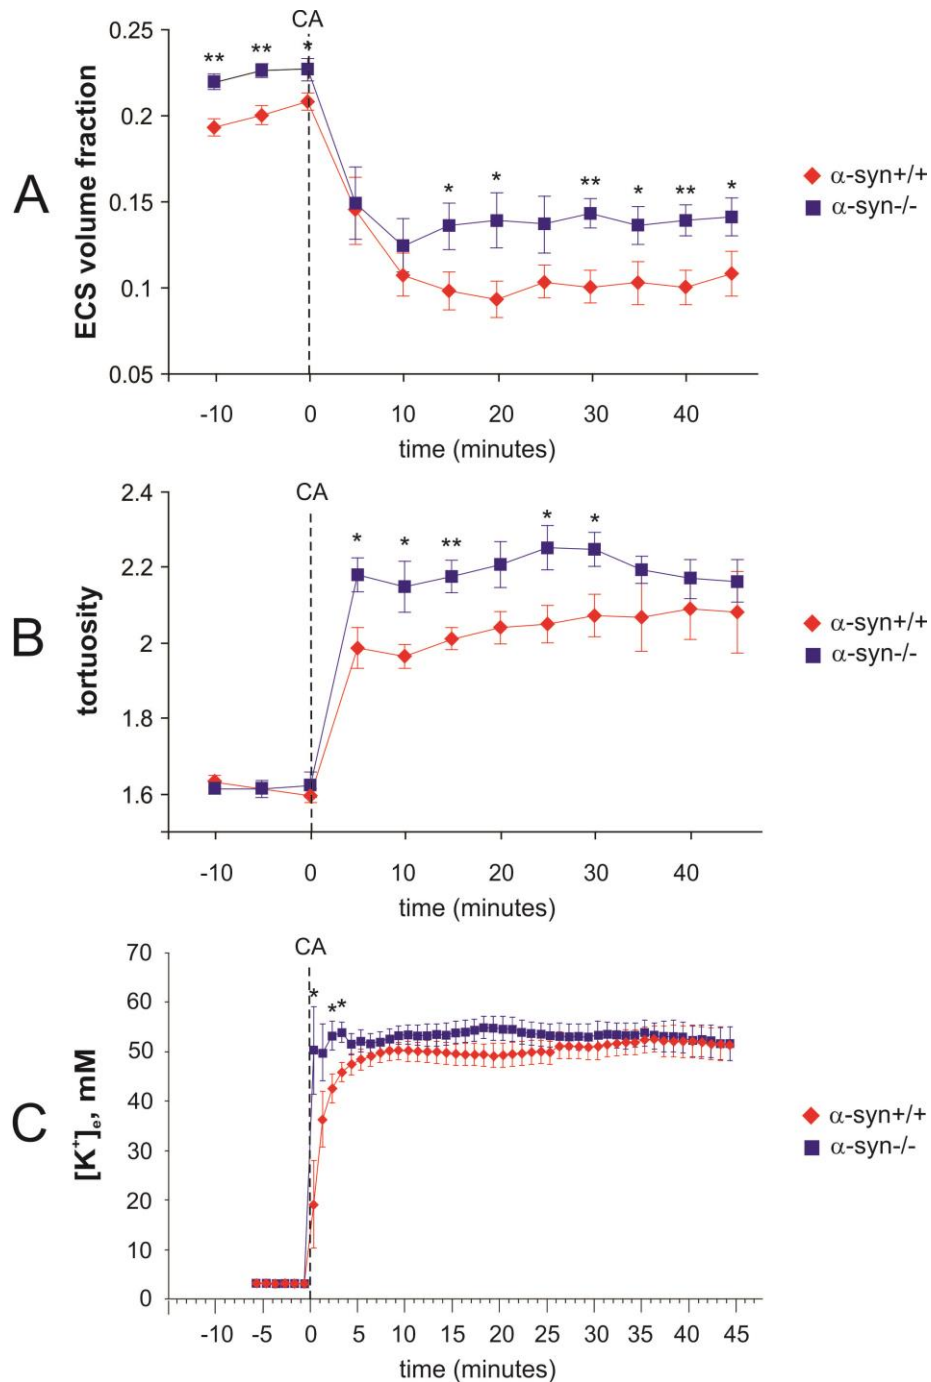 A
CA
ECS volume fraction
0.25
0.2
0.15
0.1
0.05
** ** * * * ** * ** *
-10 0 10 20 30 40
time (minutes)
α-syn+/+
α-syn-/-
B
CA
tortuosity
2.4
2.2
2
1.8
1.6
* * ** * *
-10 0 10 20 30 40
time (minutes)
α-syn+/+
α-syn-/-
C
CA
[K⁺]ₑ, mM
70
60
50
40
30
20
10
0
* * *
-10 -5 0 5 10 15 20 25 30 35 40 45
time (minutes)
α-syn+/+
α-syn-/-